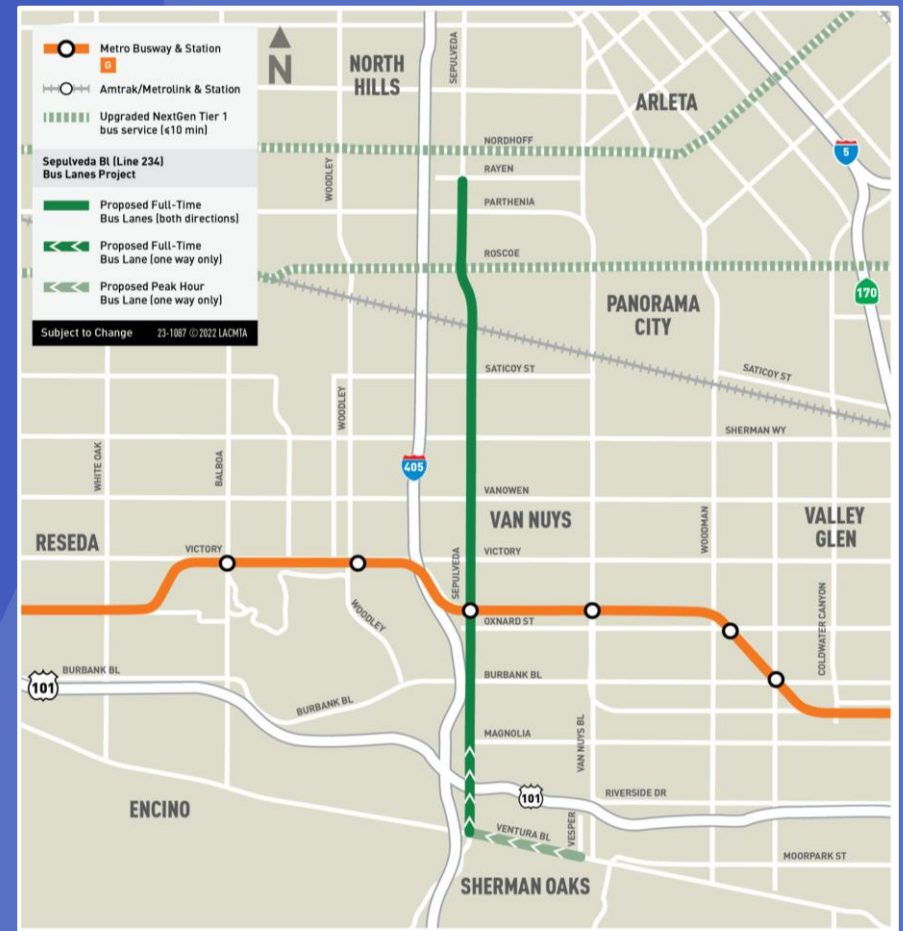 Metro Busway & Station
G
Amtrak/Metrolink & Station
Upgraded NextGen Tier 1
bus service (≤10 min)
Sepulveda Bl (Line 234)
Bus Lanes Project
Proposed Full-Time
Bus Lanes (both directions)
Proposed Full-Time
Bus Lane (one way only)
Proposed Peak Hour
Bus Lane (one way only)
Subject to Change 23-1087 © 2022 LACMTA
N
NORTH
HILLS
SEPULVEDA
ARLETA
5
NORDHOFF
RAYEN
WOODLEY
PARTHENIA
ROSCOE
170
PANORAMA
CITY
SATICOY ST
SATICOY ST
WOODLEY
SHERMAN WY
WHITE OAK
BALBOA
405
VANOWEN
VAN NUYS
WOODMAN
VALLEY
GLEN
RESEDA
VICTORY
VICTORY
SEPULVEDA
WOODLEY
OXNARD ST
COLDWATER CANYON
BURBANK BL
101
BURBANK BL
BURBANK BL
MAGNOLIA
VAN NUYS BL
101
RIVERSIDE DR
ENCINO
VENTURA BL
VESPER
MOORPARK ST
SHERMAN OAKS